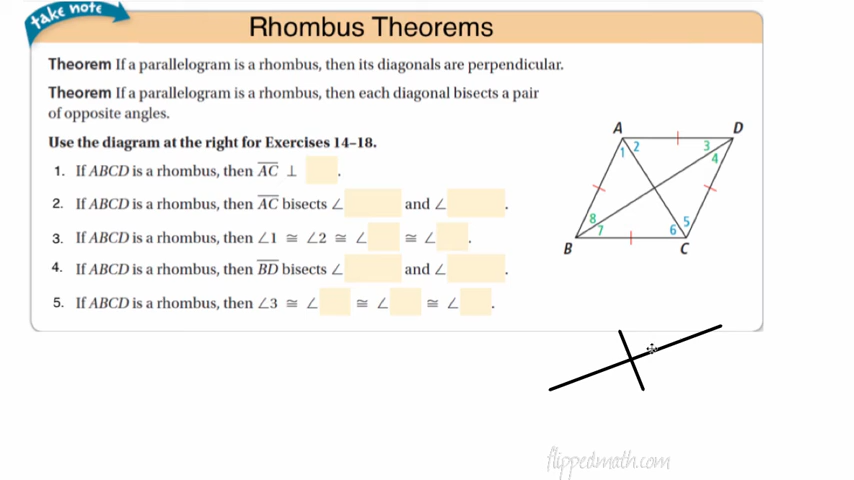 take note
Rhombus Theorems
Theorem If a parallelogram is a rhombus, then its diagonals are perpendicular.
Theorem If a parallelogram is a rhombus, then each diagonal bisects a pair
of opposite angles.
Use the diagram at the right for Exercises 14–18.
1. If ABCD is a rhombus, then A̅C̅ ⊥ .
2. If ABCD is a rhombus, then A̅C̅ bisects ∠ and ∠ .
3. If ABCD is a rhombus, then ∠1 ≅ ∠2 ≅ ∠ ≅ ∠ .
4. If ABCD is a rhombus, then B̅D̅ bisects ∠ and ∠ .
5. If ABCD is a rhombus, then ∠3 ≅ ∠ ≅ ∠ ≅ ∠ .
A D
1 2 3 4
8 7 6 5
B C
flippedmath.com